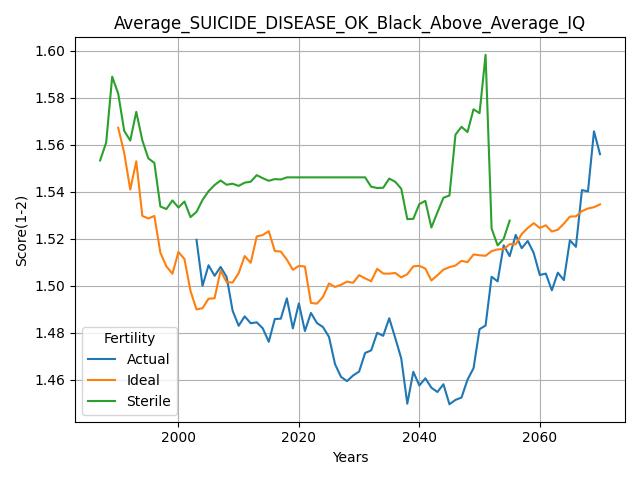 Average_SUICIDE_DISEASE_OK_Black_Above_Average_IQ
Score(1-2)
1.60
1.58
1.56
1.54
1.52
1.50
1.48
1.46
Fertility
Actual
Ideal
Sterile
2000
2020
2040
2060
Years